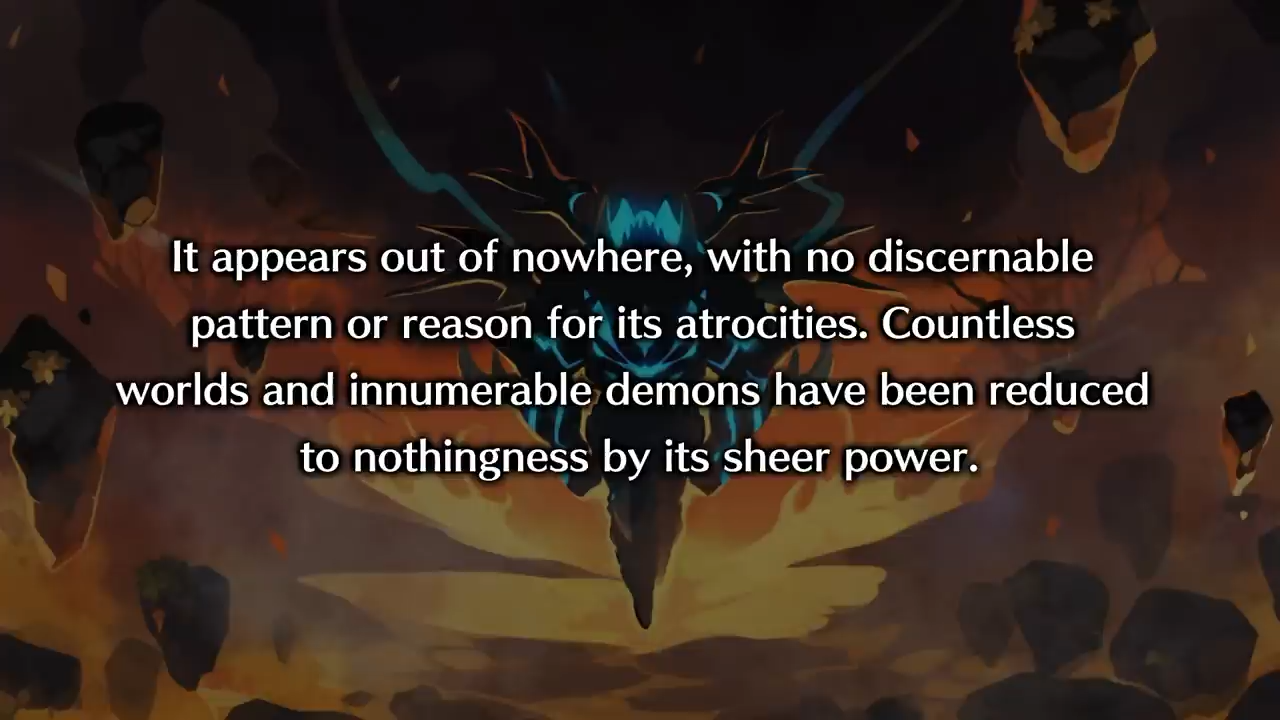 It appears out of nowhere, with no discernable
pattern or reason for its atrocities. Countless
worlds and innumerable demons have been reduced
to nothingness by its sheer power.